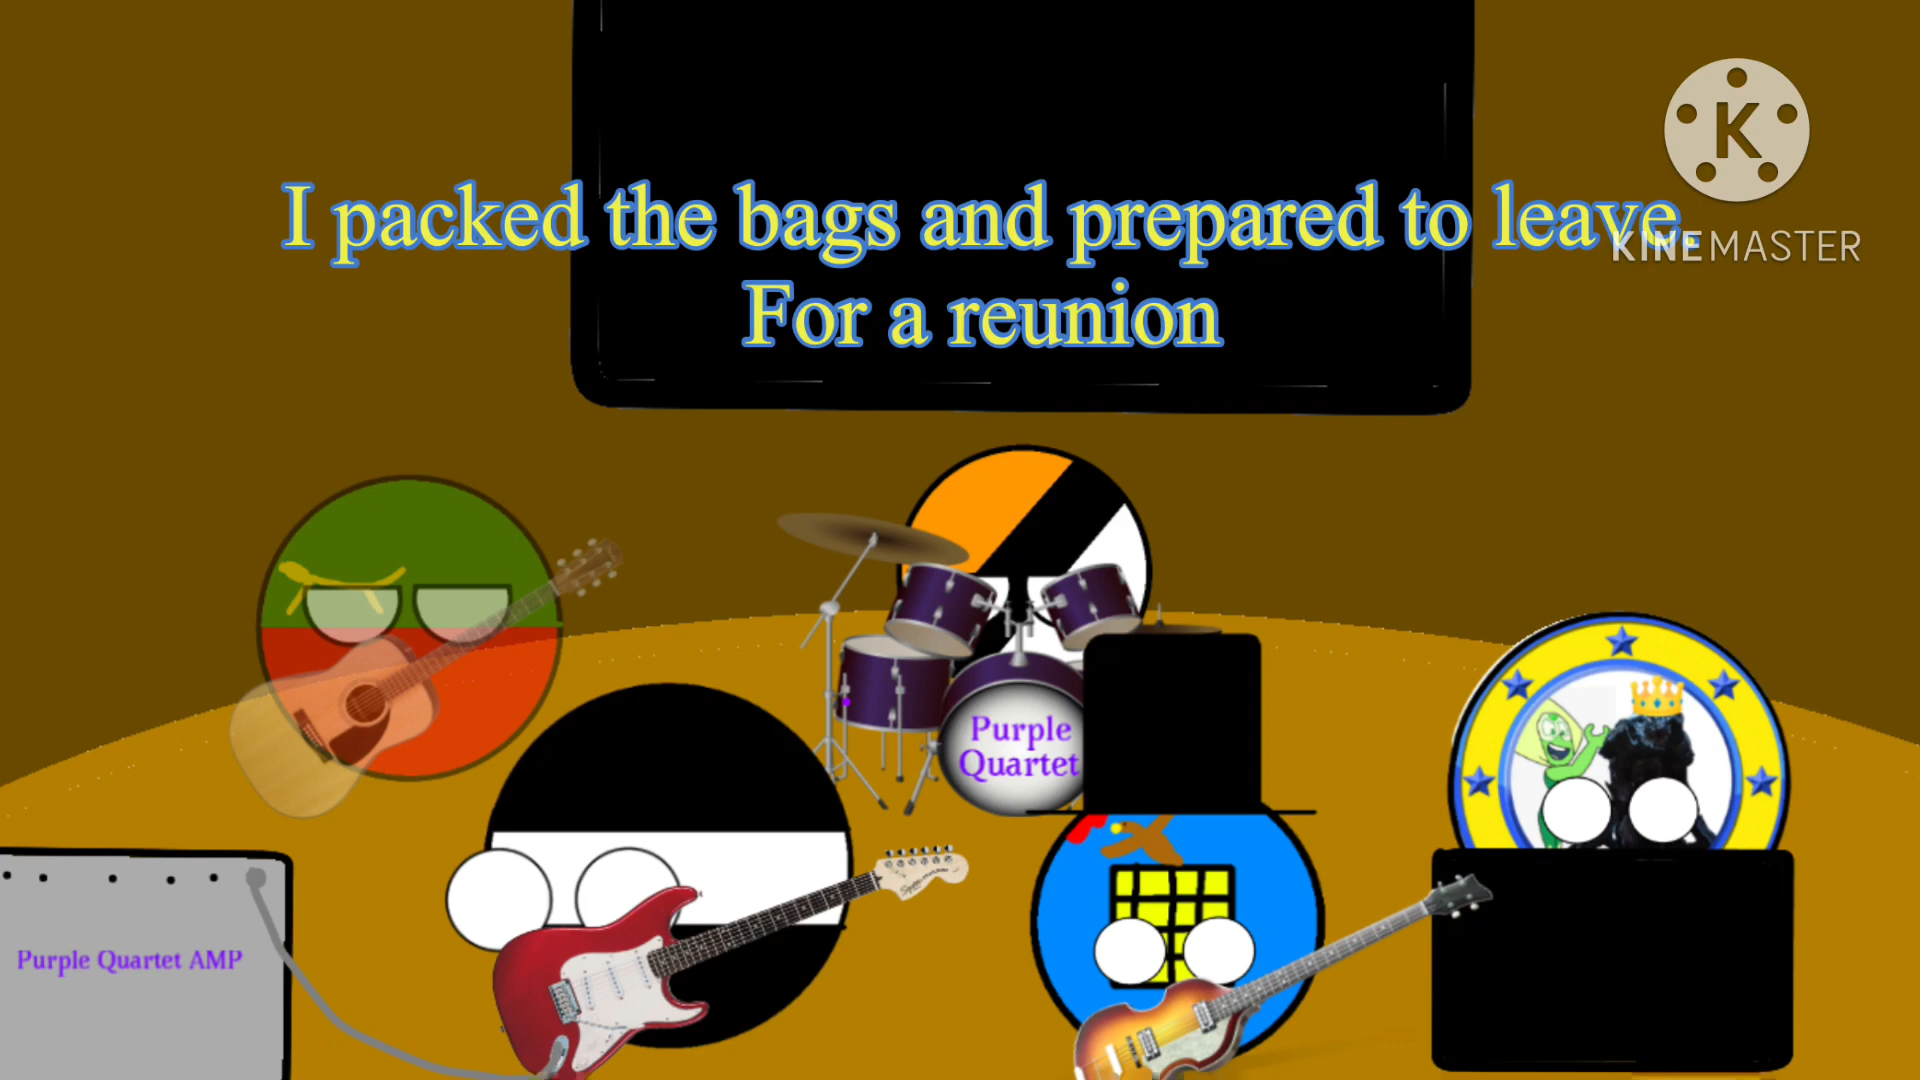 I packed the bags and prepared to leave.
For a reunion
K
KINEMASTER
Purple
Quartet
Purple Quartet AMP